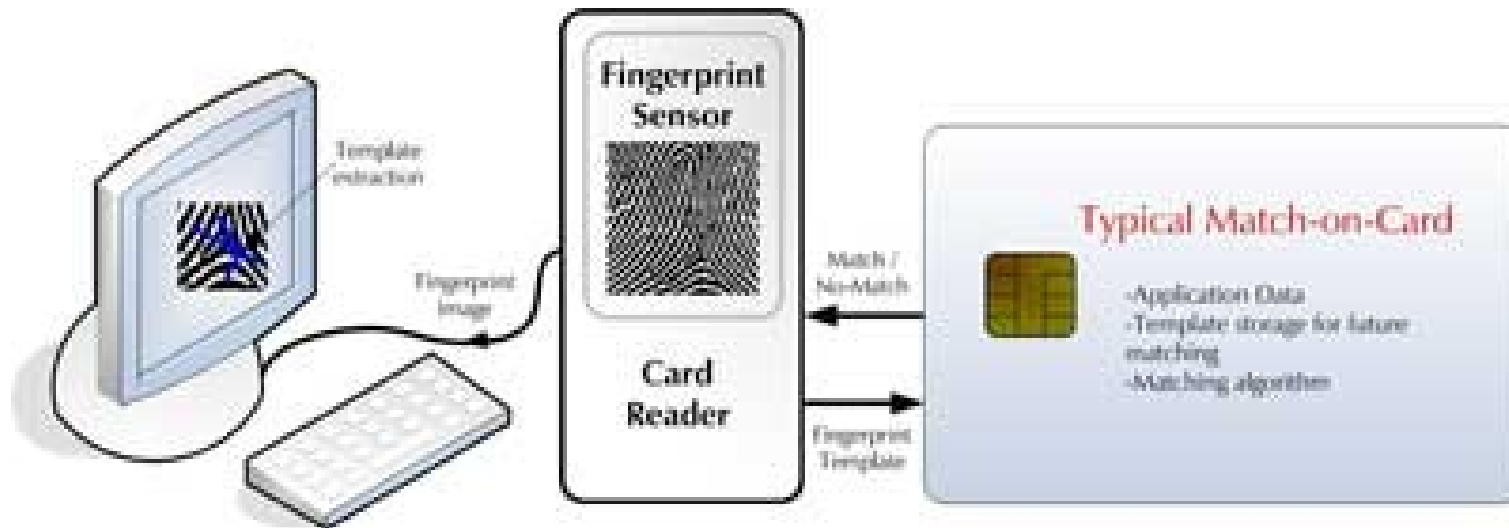 Template
extraction
Fingerprint
Image
Fingerprint
Sensor
Card
Reader
Match /
No-Match
Fingerprint
Template
Typical Match-on-Card
-Application Data
-Template storage for future
matching
-Matching algorithm